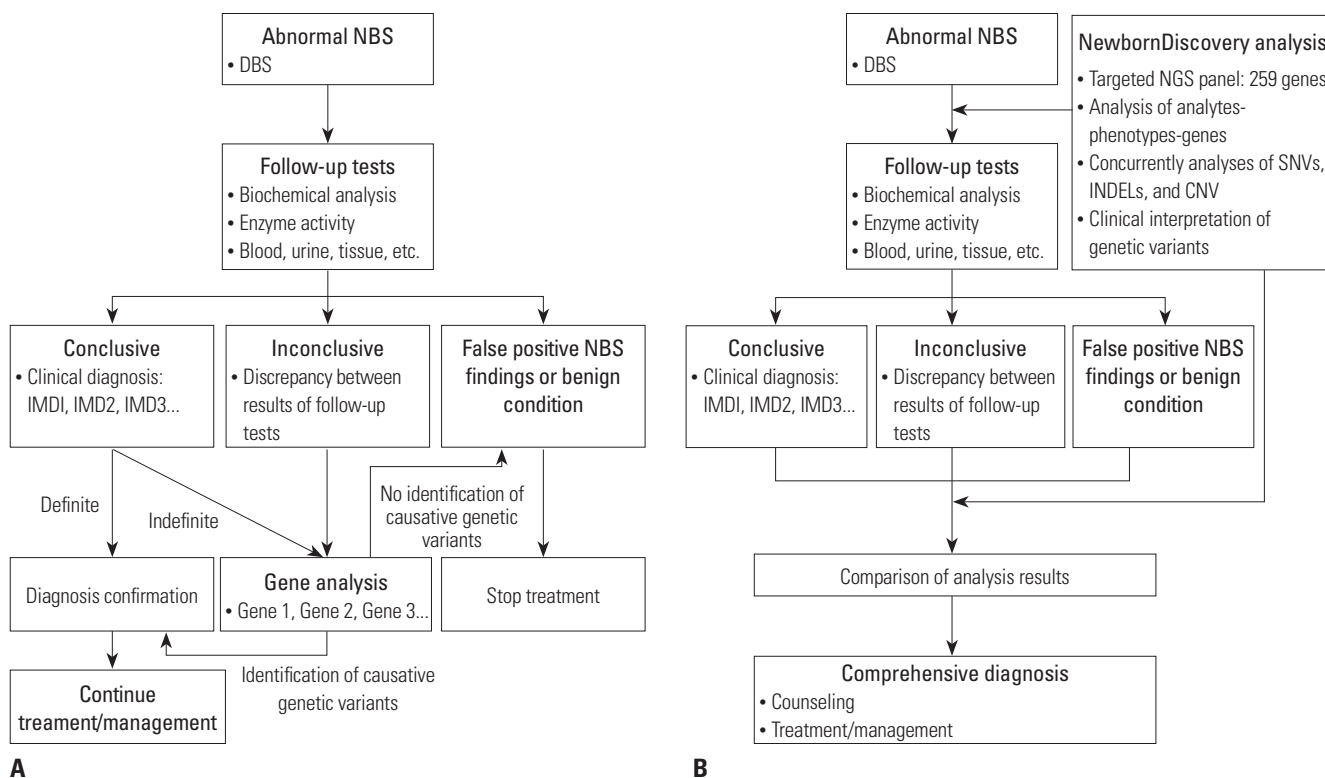 Abnormal NBS
• DBS
Follow-up tests
• Biochemical analysis
• Enzyme activity
• Blood, urine, tissue, etc.
Conclusive
• Clinical diagnosis:
IMDI, IMD2, IMD3...
Inconclusive
• Discrepancy between
results of follow-up
tests
False positive NBS
findings or benign
condition
Definite
Indefinite
No identification of
causative genetic
variants
Diagnosis confirmation
Gene analysis
• Gene 1, Gene 2, Gene 3...
Stop treatment
Identification of causative
genetic variants
Continue
treament/management
A
Abnormal NBS
• DBS
NewbornDiscovery analysis
• Targeted NGS panel: 259 genes
• Analysis of analytes-
phenotypes-genes
• Concurrently analyses of SNVs,
INDELs, and CNV
• Clinical interpretation of
genetic variants
Follow-up tests
• Biochemical analysis
• Enzyme activity
• Blood, urine, tissue, etc.
Conclusive
• Clinical diagnosis:
IMDI, IMD2, IMD3...
Inconclusive
• Discrepancy between
results of follow-up
tests
False positive NBS
findings or benign
condition
Comparison of analysis results
Comprehensive diagnosis
• Counseling
• Treatment/management
B